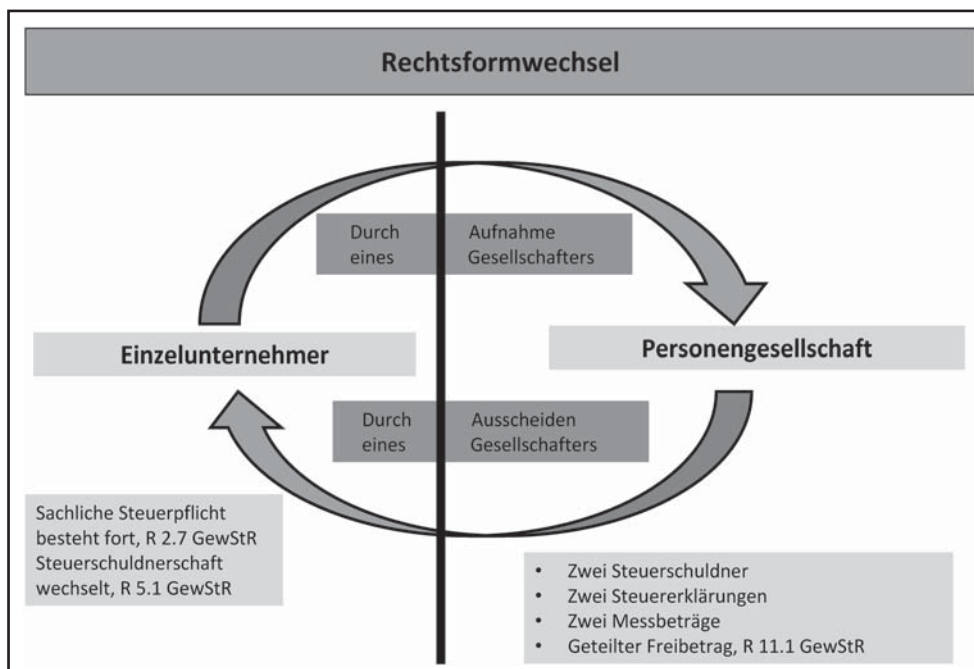 Rechtsformwechsel
Durch Aufnahme
eines Gesellschafters
Einzelunternehmer
Personengesellschaft
Durch Ausscheiden
eines Gesellschafters
Sachliche Steuerpflicht
besteht fort, R 2.7 GewStR
Steuerschuldnerschaft
wechselt, R 5.1 GewStR
• Zwei Steuerschuldner
• Zwei Steuererklärungen
• Zwei Messbeträge
• Geteilter Freibetrag, R 11.1 GewStR